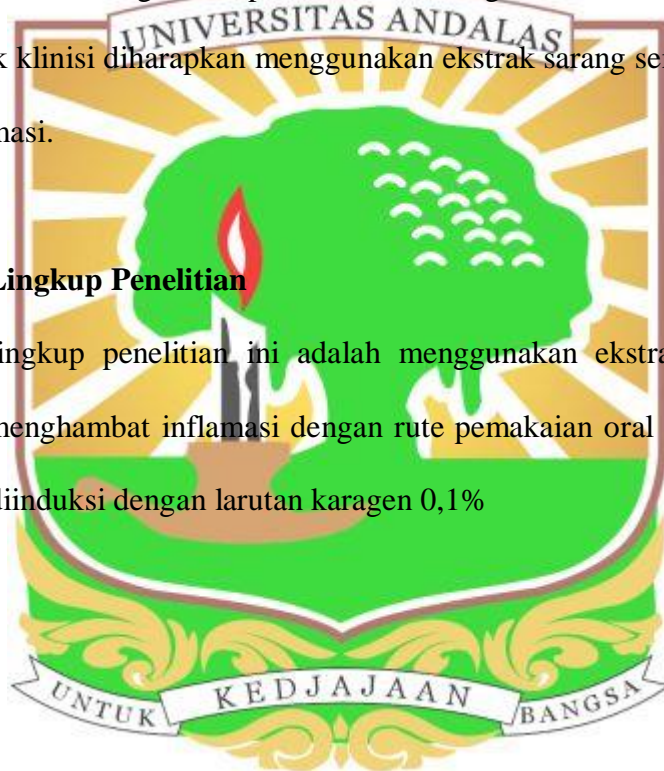 UNIVERSITAS ANDALAS
k klinisi diharapkan menggunakan ekstrak sarang se
nasi.
Lingkup Penelitian
ingkup penelitian ini adalah menggunakan ekstra
menghambat inflamasi dengan rute pemakaian oral
diinduksi dengan larutan karagen 0,1%
UNTUK KEDJAJAAN BANGSA